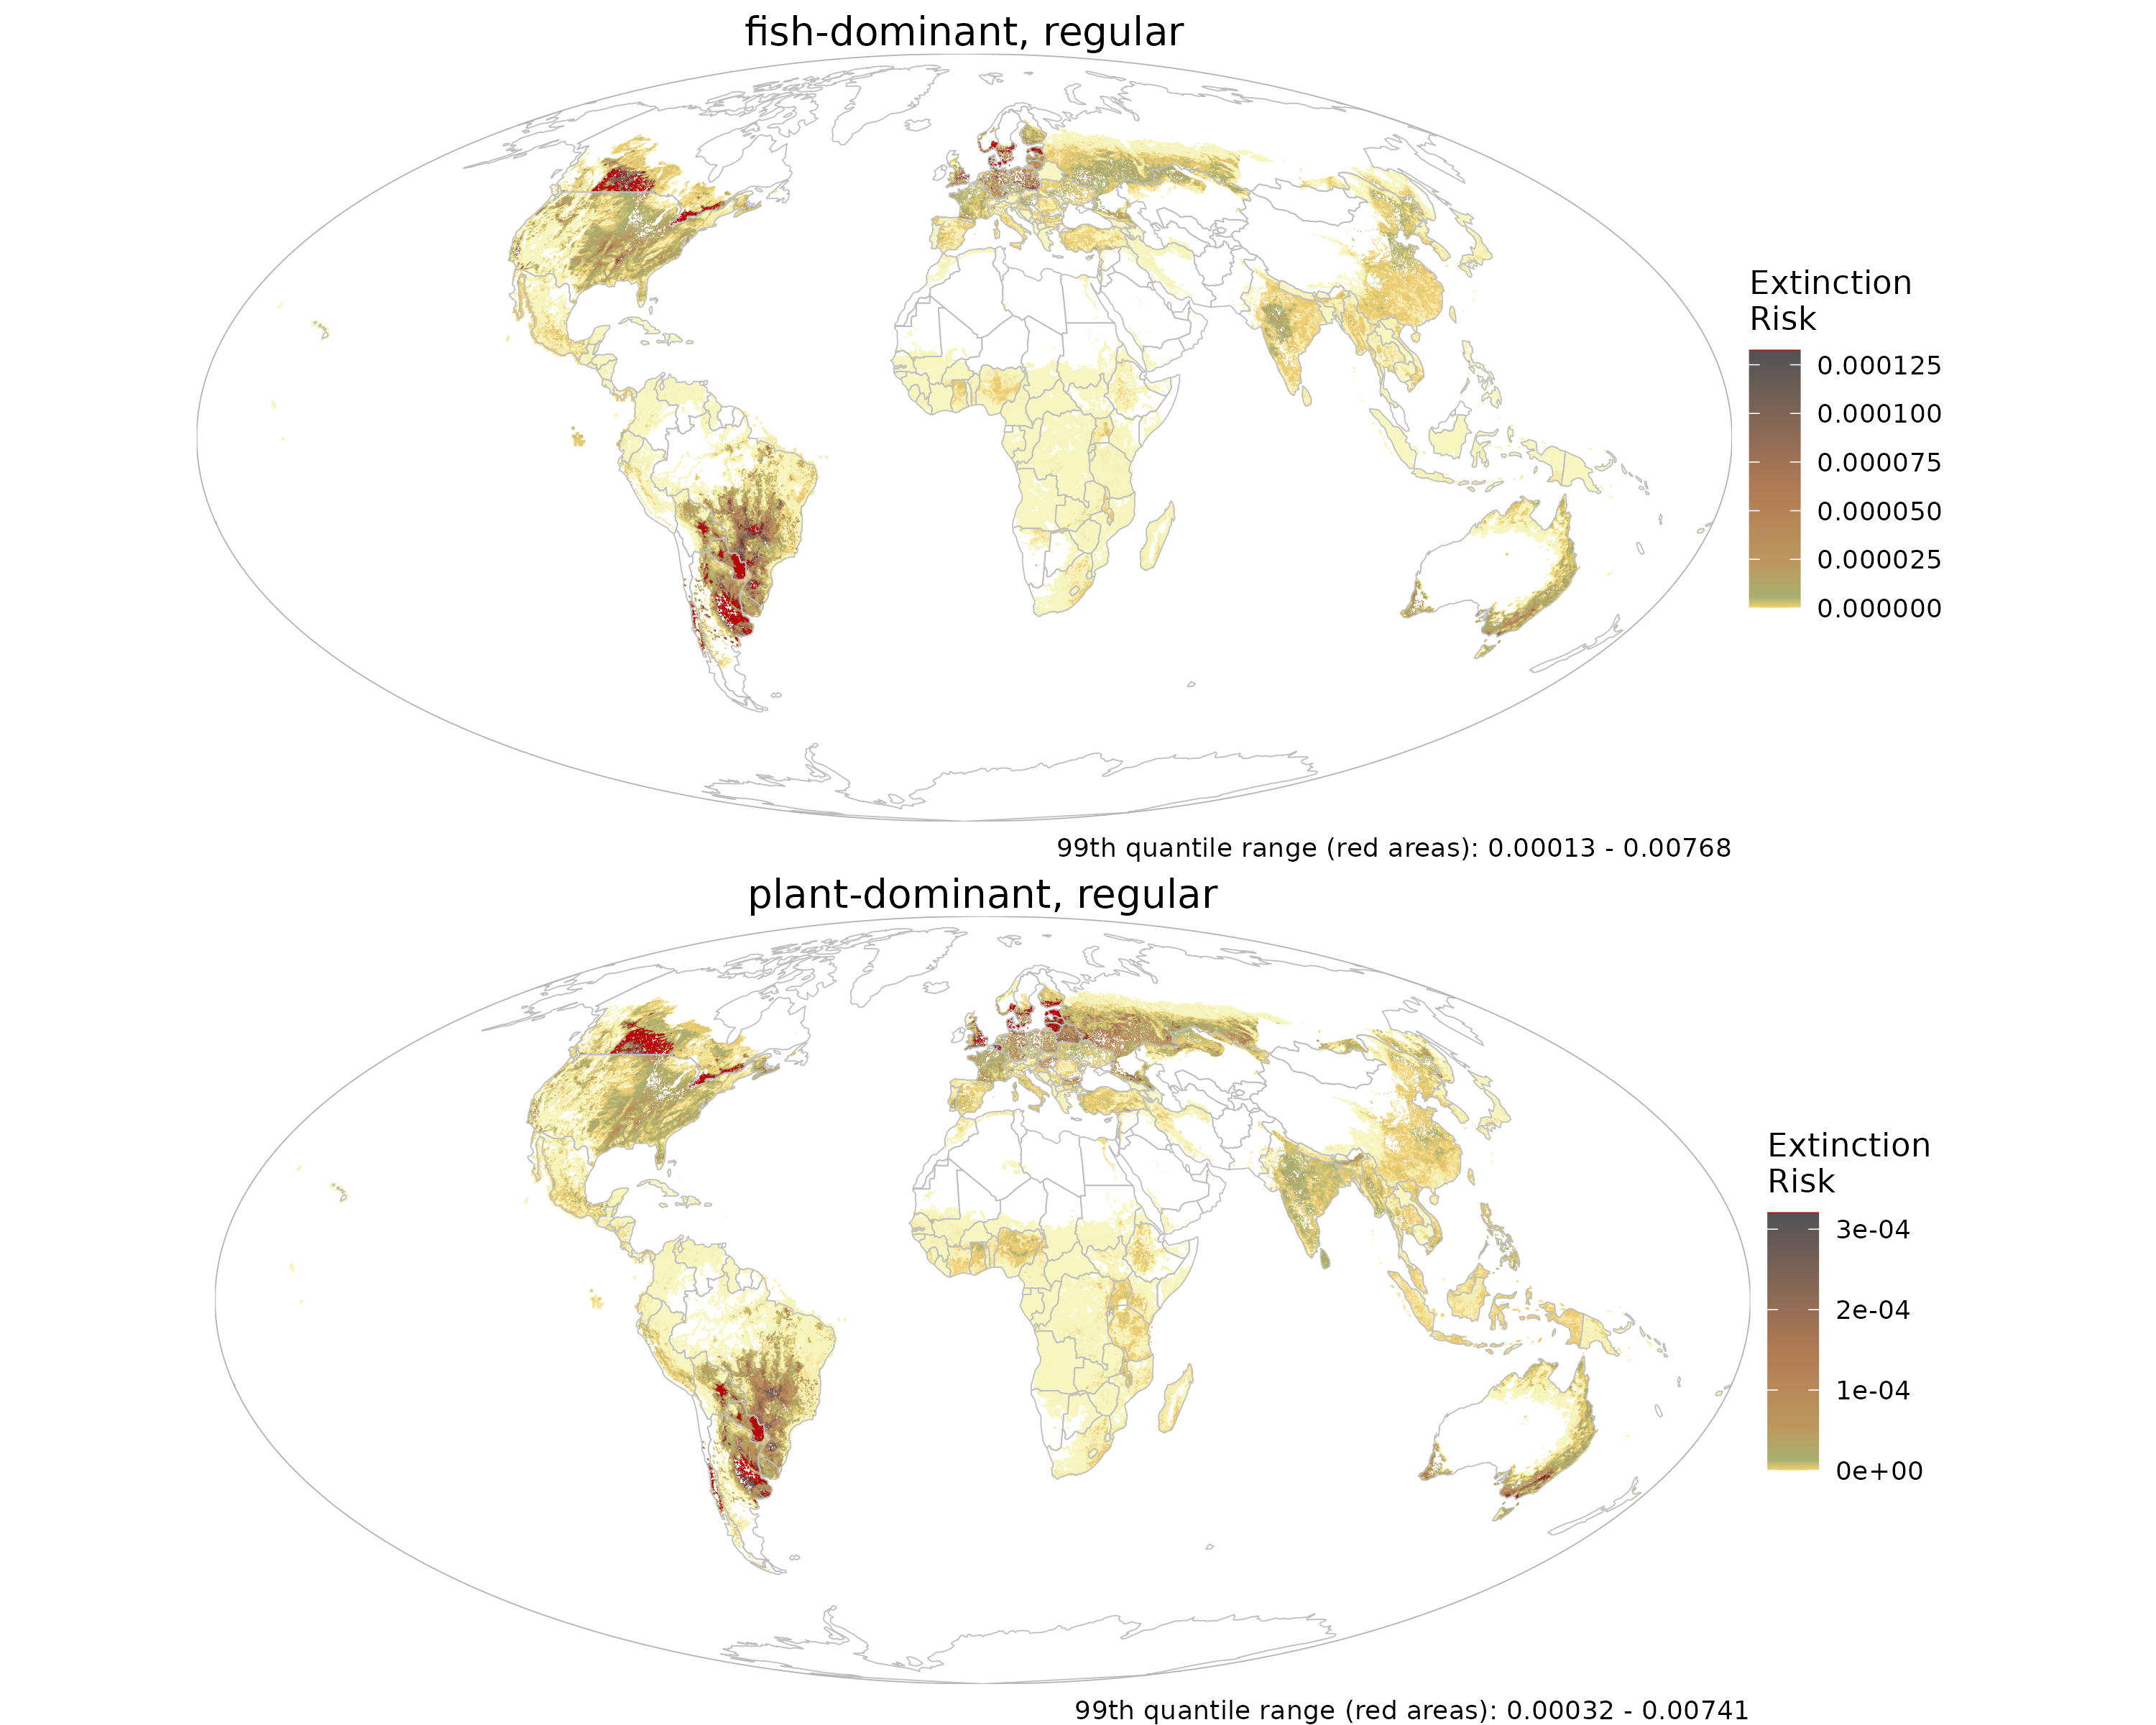 fish-dominant, regular
Extinction
Risk
0.000125
0.000100
0.000075
0.000050
0.000025
0.000000
99th quantile range (red areas): 0.00013 - 0.00768
plant-dominant, regular
Extinction
Risk
3e-04
2e-04
1e-04
0e+00
99th quantile range (red areas): 0.00032 - 0.00741